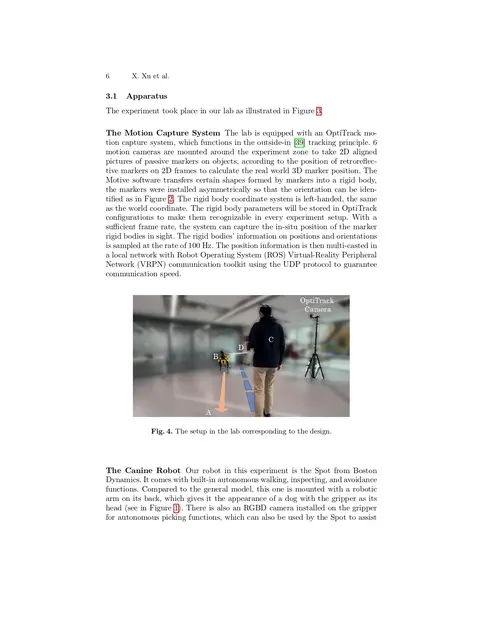 6 X. Xu et al.
3.1 Apparatus
The experiment took place in our lab as illustrated in Figure 3.
The Motion Capture System The lab is equipped with an OptiTrack mo-
tion capture system, which functions in the outside-in [39] tracking principle. 6
motion cameras are mounted around the experiment zone to take 2D aligned
pictures of passive markers on objects, according to the position of retroreflec-
tive markers on 2D frames to calculate the real world 3D marker position. The
Motive software transfers certain shapes formed by markers into a rigid body,
the markers were installed asymmetrically so that the orientation can be iden-
tified as in Figure 2. The rigid body coordinate system is left-handed, the same
as the world coordinate. The rigid body parameters will be stored in OptiTrack
configurations to make them recognizable in every experiment setup. With a
sufficient frame rate, the system can capture the in-situ position of the marker
rigid bodies in sight. The rigid bodies' information on positions and orientations
is sampled at the rate of 100 Hz. The position information is then multi-casted in
a local network with Robot Operating System (ROS) Virtual-Reality Peripheral
Network (VRPN) communication toolkit using the UDP protocol to guarantee
communication speed.
OptiTrack
Camera
C
D
B
A
Fig. 4. The setup in the lab corresponding to the design.
The Canine Robot Our robot in this experiment is the Spot from Boston
Dynamics. It comes with built-in autonomous walking, inspecting, and avoidance
functions. Compared to the general model, this one is mounted with a robotic
arm on its back, which gives it the appearance of a dog with the gripper as its
head (see in Figure 1). There is also an RGBD camera installed on the gripper
for autonomous picking functions, which can also be used by the Spot to assist